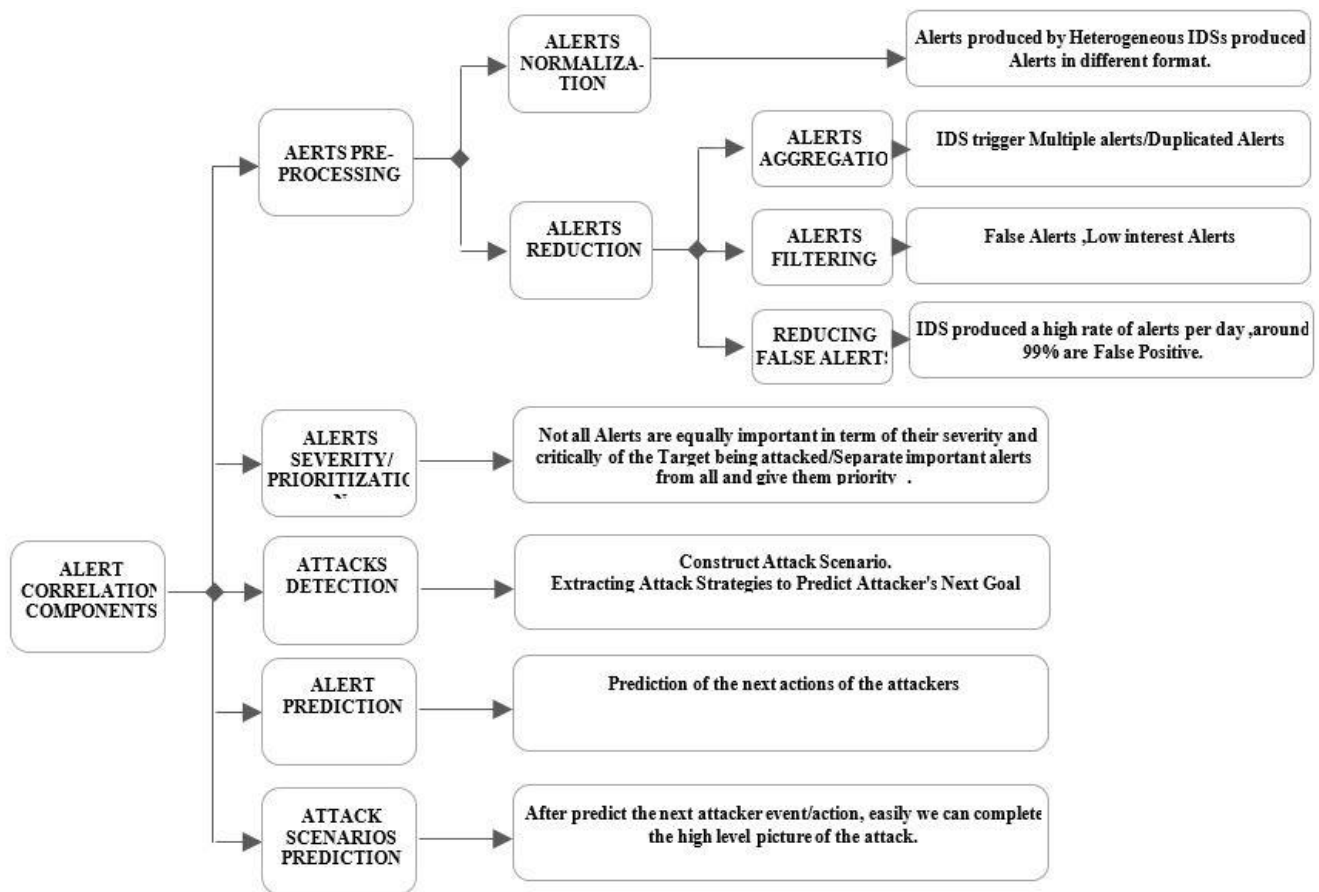 ALERTS
NORMALIZA-
TION
Alerts produced by Heterogeneous IDSs produced
Alerts in different format.
AERTS PRE-
PROCESSING
ALERTS
REDUCTION
ALERTS
AGGREGATIO
IDS trigger Multiple alerts/Duplicated Alerts
ALERTS
FILTERING
False Alerts ,Low interest Alerts
REDUCING
FALSE ALERTS
IDS produced a high rate of alerts per day ,around
99% are False Positive.
ALERTS
SEVERITY/
PRIORITIZATIO
N
Not all Alerts are equally important in term of their severity and
critically of the Target being attacked/Separate important alerts
from all and give them priority .
ALERT
CORRELATION
COMPONENTS
ATTACKS
DETECTION
Construct Attack Scenario.
Extracting Attack Strategies to Predict Attacker's Next Goal
ALERT
PREDICTION
Prediction of the next actions of the attackers
ATTACK
SCENARIOS
PREDICTION
After predict the next attacker event/action, easily we can complete
the high level picture of the attack.